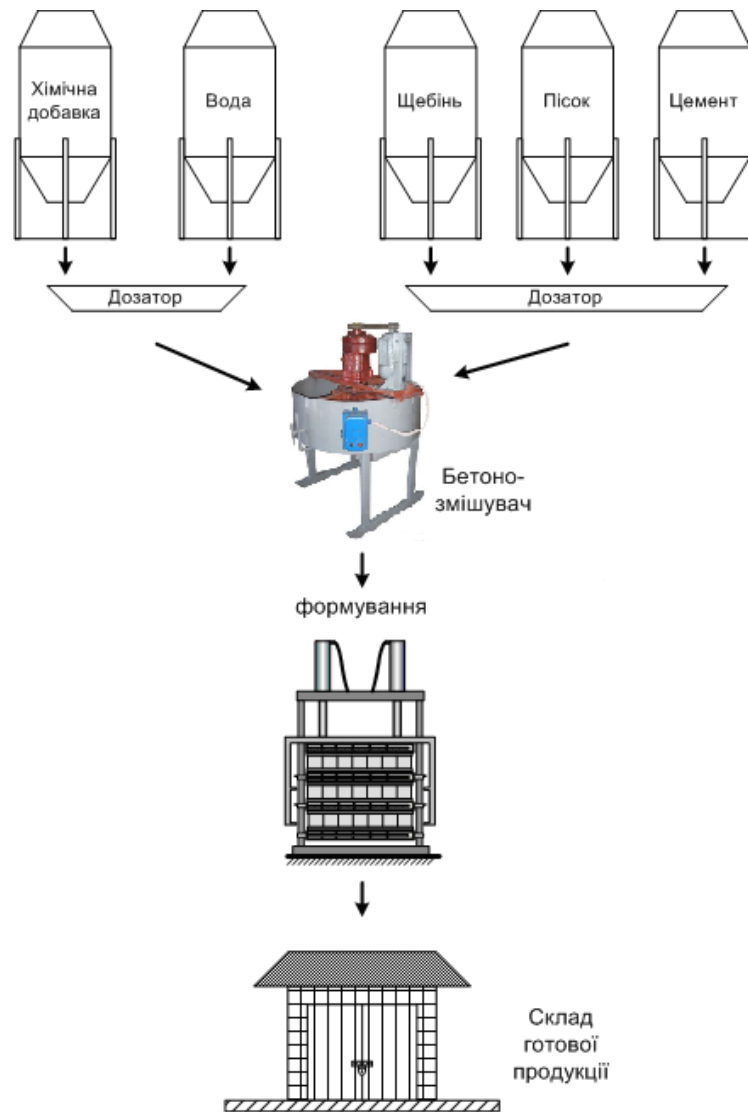 Хімічна
добавка
Вода
Щебінь
Пісок
Цемент
Дозатор
Дозатор
Бетоно-
змішувач
формування
Склад
готової
продукції